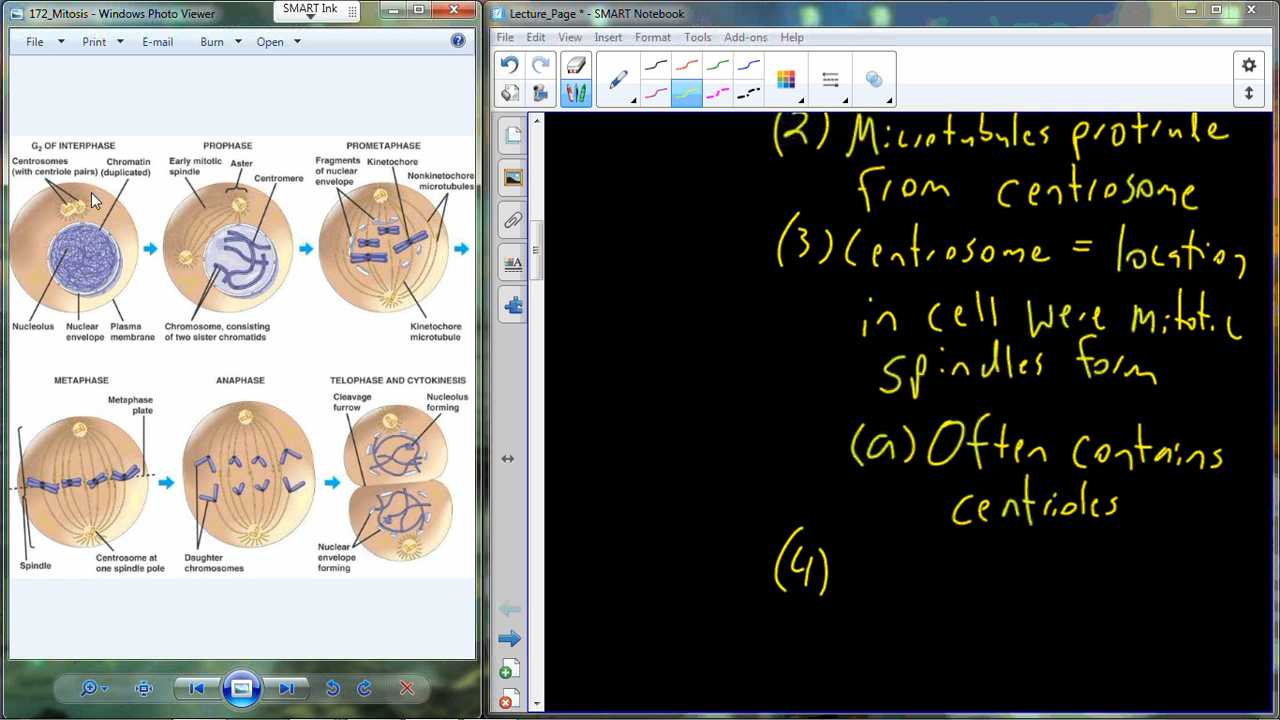 172_Mitosis - Windows Photo Viewer
SMART Ink
File Print E-mail Burn Open
G2 OF INTERPHASE
Centrosomes
(with centriole pairs)
Chromatin
(duplicated)
Nucleolus
Nuclear
envelope
Plasma
membrane
PROPHASE
Early mitotic
spindle
Aster
Centromere
Chromosome, consisting
of two sister chromatids
PROMETAPHASE
Fragments
of nuclear
envelope
Kinetochore
Nonkinetochore
microtubules
Kinetochore
microtubule
METAPHASE
Metaphase
plate
Spindle
Centrosome at
one spindle pole
ANAPHASE
Daughter
chromosomes
TELOPHASE AND CYTOKINESIS
Cleavage
furrow
Nucleolus
forming
Nuclear
envelope
forming
Lecture_Page * - SMART Notebook
File Edit View Insert Format Tools Add-ons Help
(2) Microtubules protrude
from centrosome
(3) Centrosome = location
in cell were mitotic
spindles form
(a) Often contains
centrioles
(4)